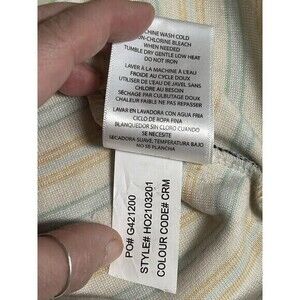 MACHINE WASH COLD
NON-CHLORINE BLEACH
WHEN NEEDED
TUMBLE DRY GENTLE LOW HEAT
DO NOT IRON
LAVER À LA MACHINE À L'EAU
FROIDE AU CYCLE DOUX
UTILISER L'EAU DE JAVEL SANS
CHLORE AU BESOIN
SÉCHAGE PAR CULBUTAGE DOUX
CHALEUR FAIBLE NE PAS REPASSER
LAVAR EN LAVADORA CON AGUA FRIA
CICLO DE ROPA FINA
BLANQUEDOR SIN CLORO CUANDO
SE NECESITE
SECADORA SUAVE, TEMPERATURA BAJO
NO SE PLANCHA
PO# G421200
STYLE# HO2103201
COLOUR CODE# CRM